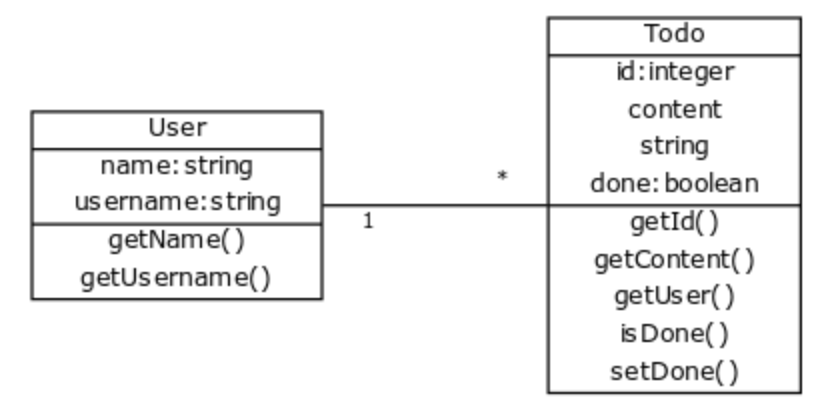 User
name:string
username:string
getName()
getUsername()
1
*
Todo
id:integer
content
string
done:boolean
getId()
getContent()
getUser()
isDone()
setDone()